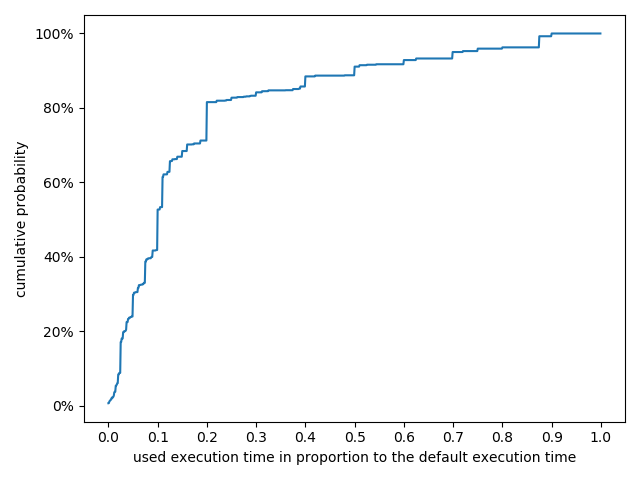 100%
80%
60%
40%
20%
0%
cumulative probability
0.0 0.1 0.2 0.3 0.4 0.5 0.6 0.7 0.8 0.9 1.0
used execution time in proportion to the default execution time